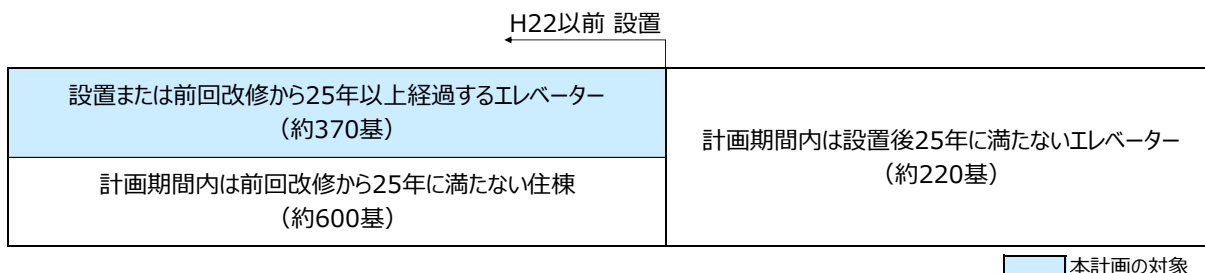 H22以前 設置
設置または前回改修から25年以上経過するエレベーター
（約370基）
計画期間内は前回改修から25年に満たない住棟
（約600基）
計画期間内は設置後25年に満たないエレベーター
（約220基）
本計画の対象